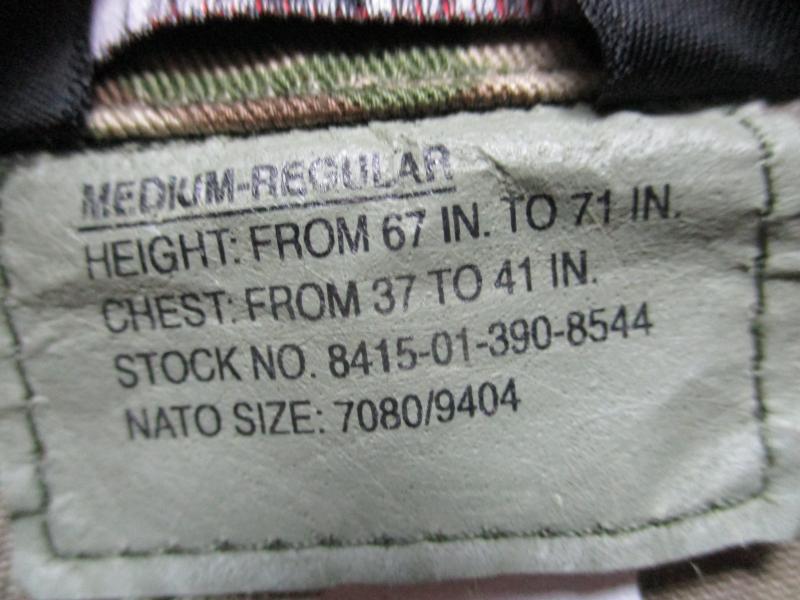 MEDIUM-REGULAR
HEIGHT: FROM 67 IN. TO 71 IN.
CHEST: FROM 37 TO 41 IN.
STOCK NO. 8415-01-390-8544
NATO SIZE: 7080/9404